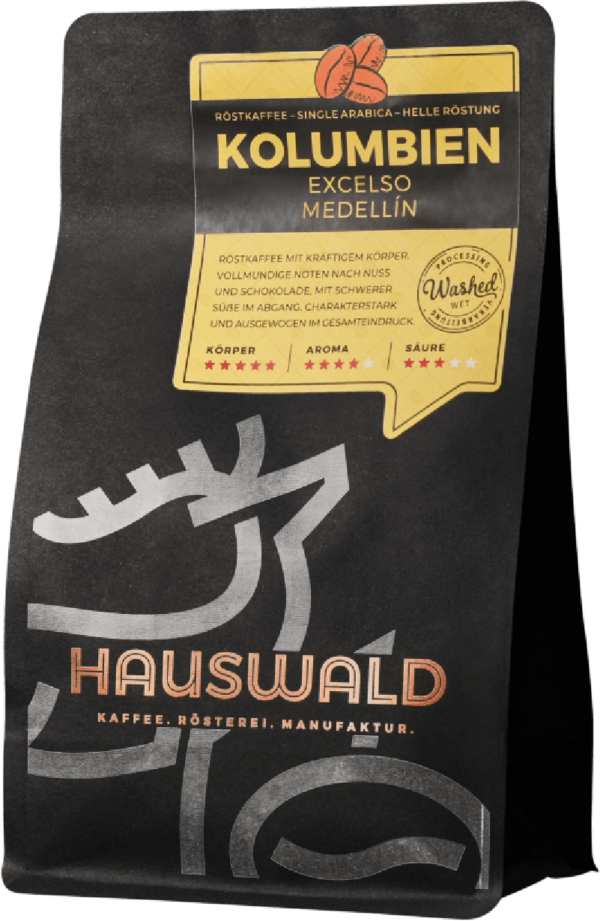 RÖSTKAFFEE – SINGLE ARABICA – HELLE RÖSTUNG
KOLUMBIEN
EXCELSO
MEDELLÍN
RÖSTKAFFEE MIT KRÄFTIGEM KÖRPER.
VOLLMUNDIGE NOTEN NACH NUSS
UND SCHOKOLADE, MIT SCHWERER
SÜßE IM ABGANG. CHARAKTERSTARK
UND AUSGEWOGEN IM GESAMTEINDRUCK.
PROCESSING
Washed
WET
VERARBEITUNG
KÖRPER | AROMA | SÄURE
★★★★★ ★★★★★ ★★★★★
HAUSWALD
KAFFEE. RÖSTEREI. MANUFAKTUR.